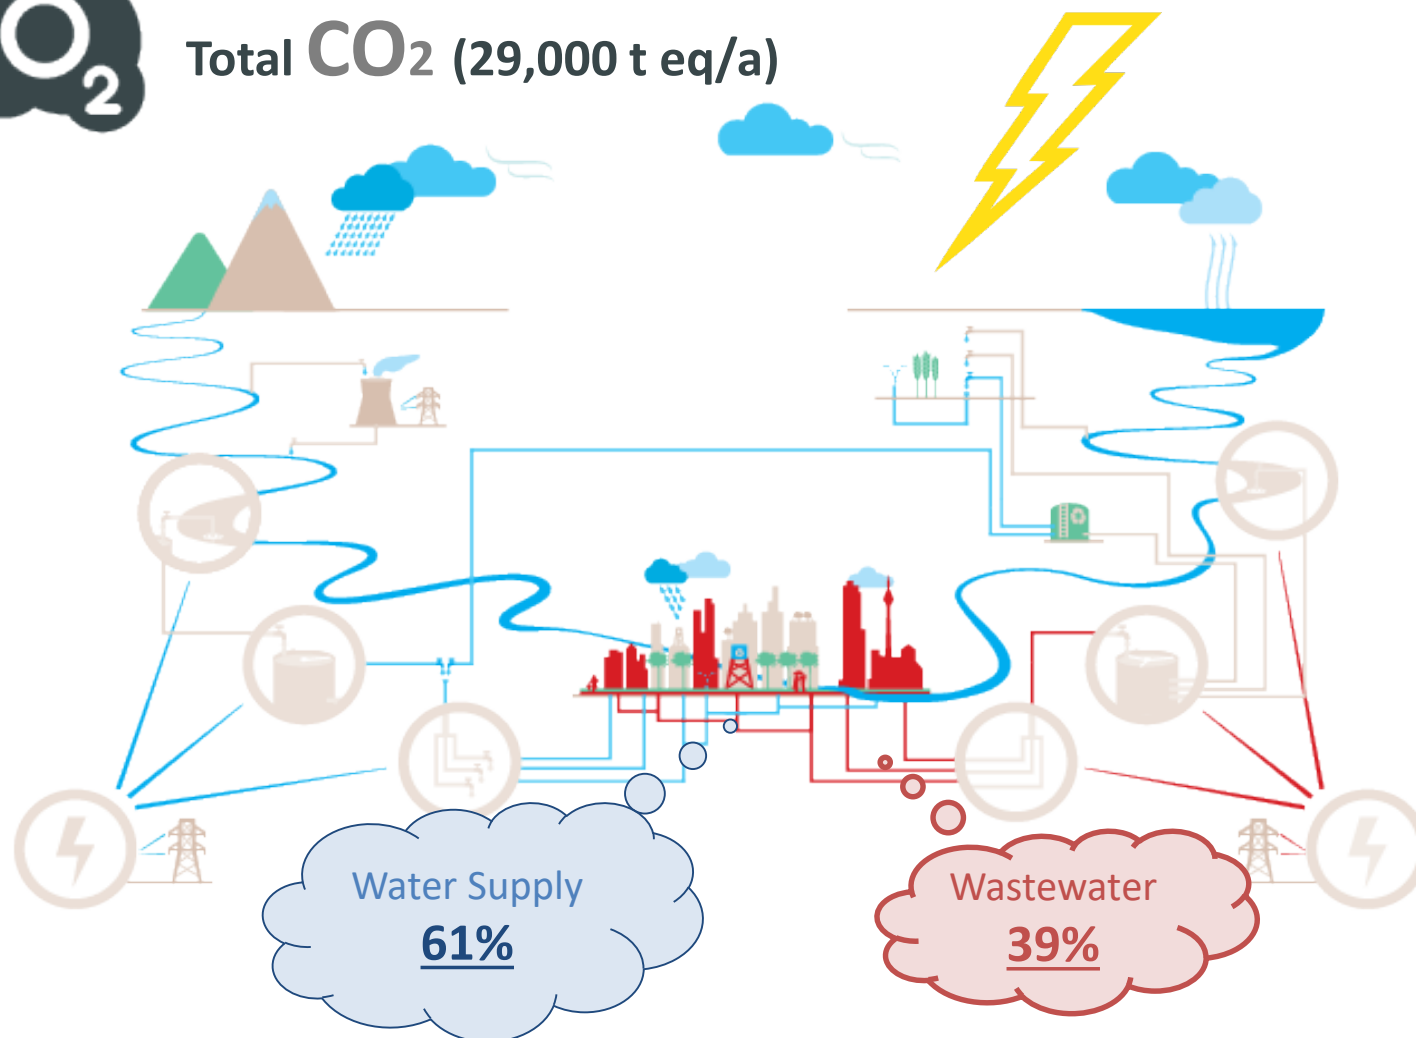 O2
Total CO2 (29,000 t eq/a)
Water Supply
61%
Wastewater
39%